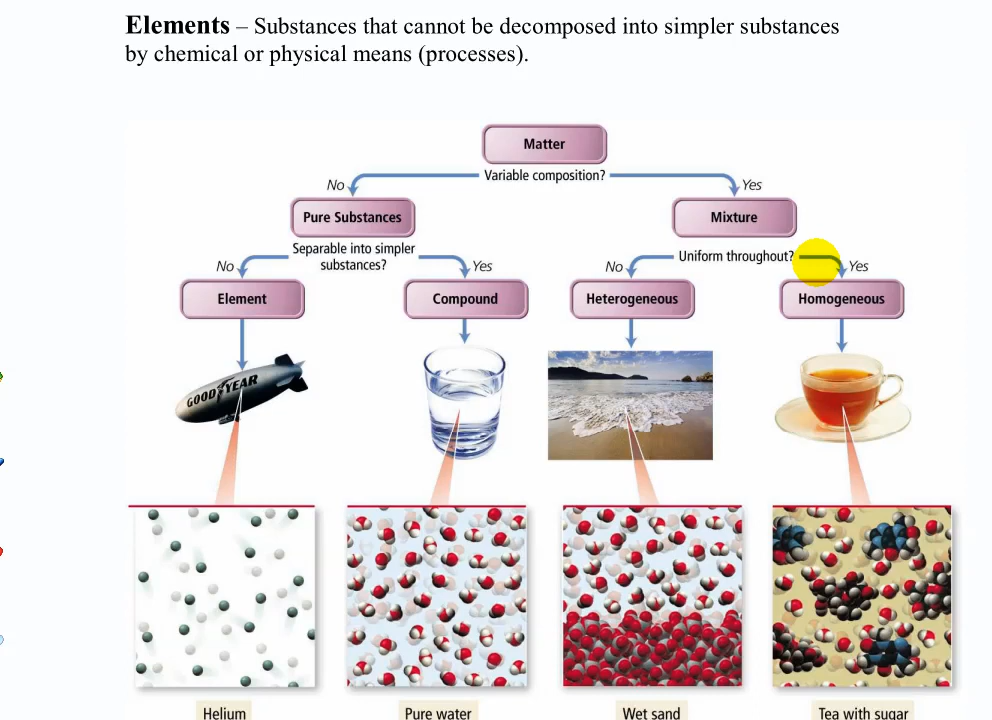 Elements – Substances that cannot be decomposed into simpler substances
by chemical or physical means (processes).
Matter
Variable composition?
No
Yes
Pure Substances
Mixture
Separable into simpler
substances?
Uniform throughout?
No
Yes
No
Yes
Element
Compound
Heterogeneous
Homogeneous
GOOD YEAR
Helium
Pure water
Wet sand
Tea with sugar